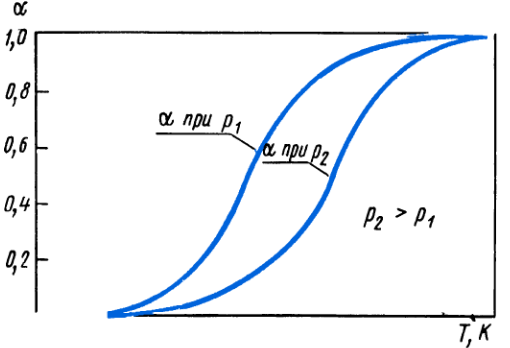 α
1,0
0,8
α при p₁
0,6
α при p₂
0,4
p₂ > p₁
0,2
T, K